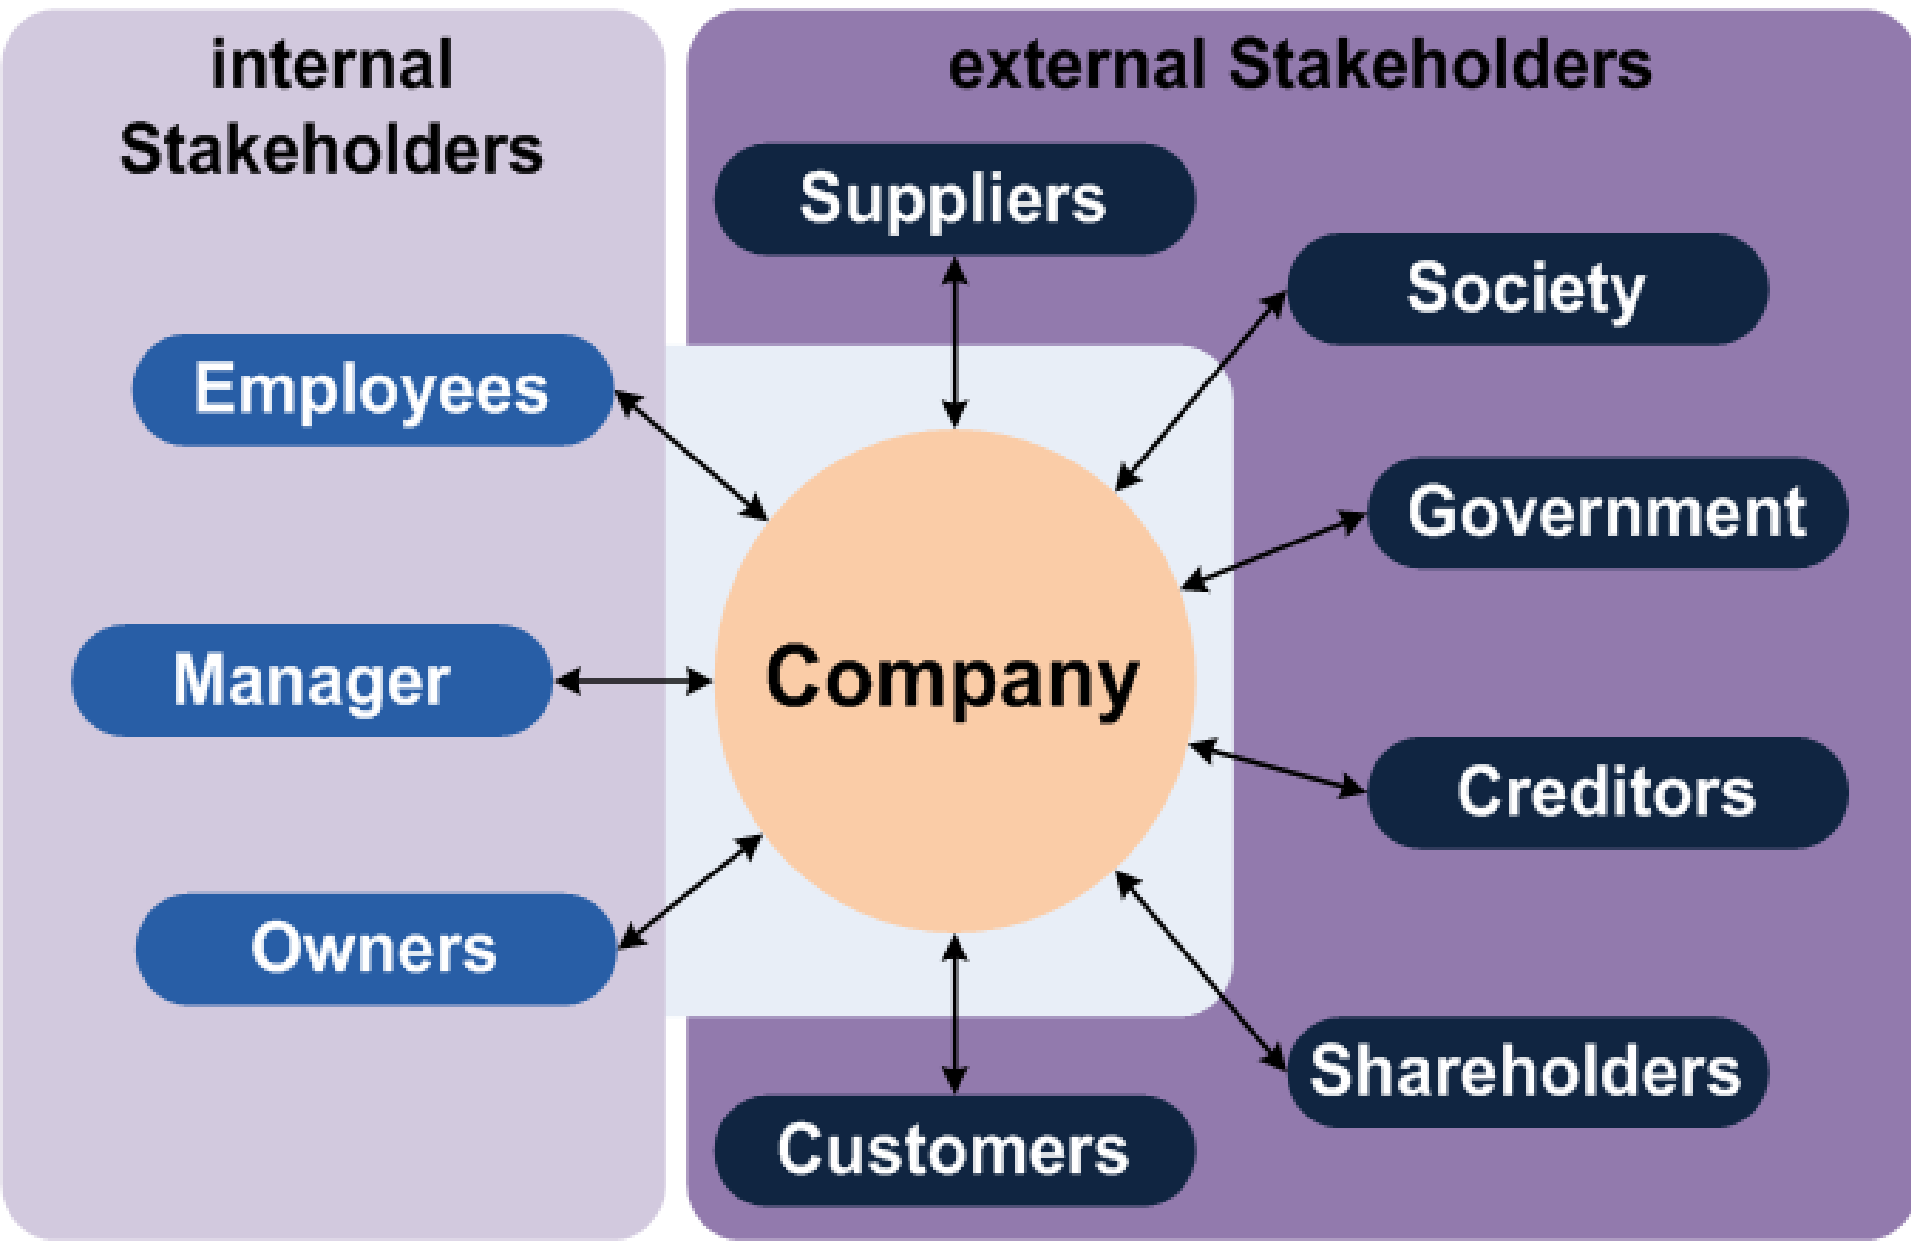 internal
Stakeholders
external Stakeholders
Suppliers
Society
Employees
Government
Manager
Company
Creditors
Owners
Shareholders
Customers